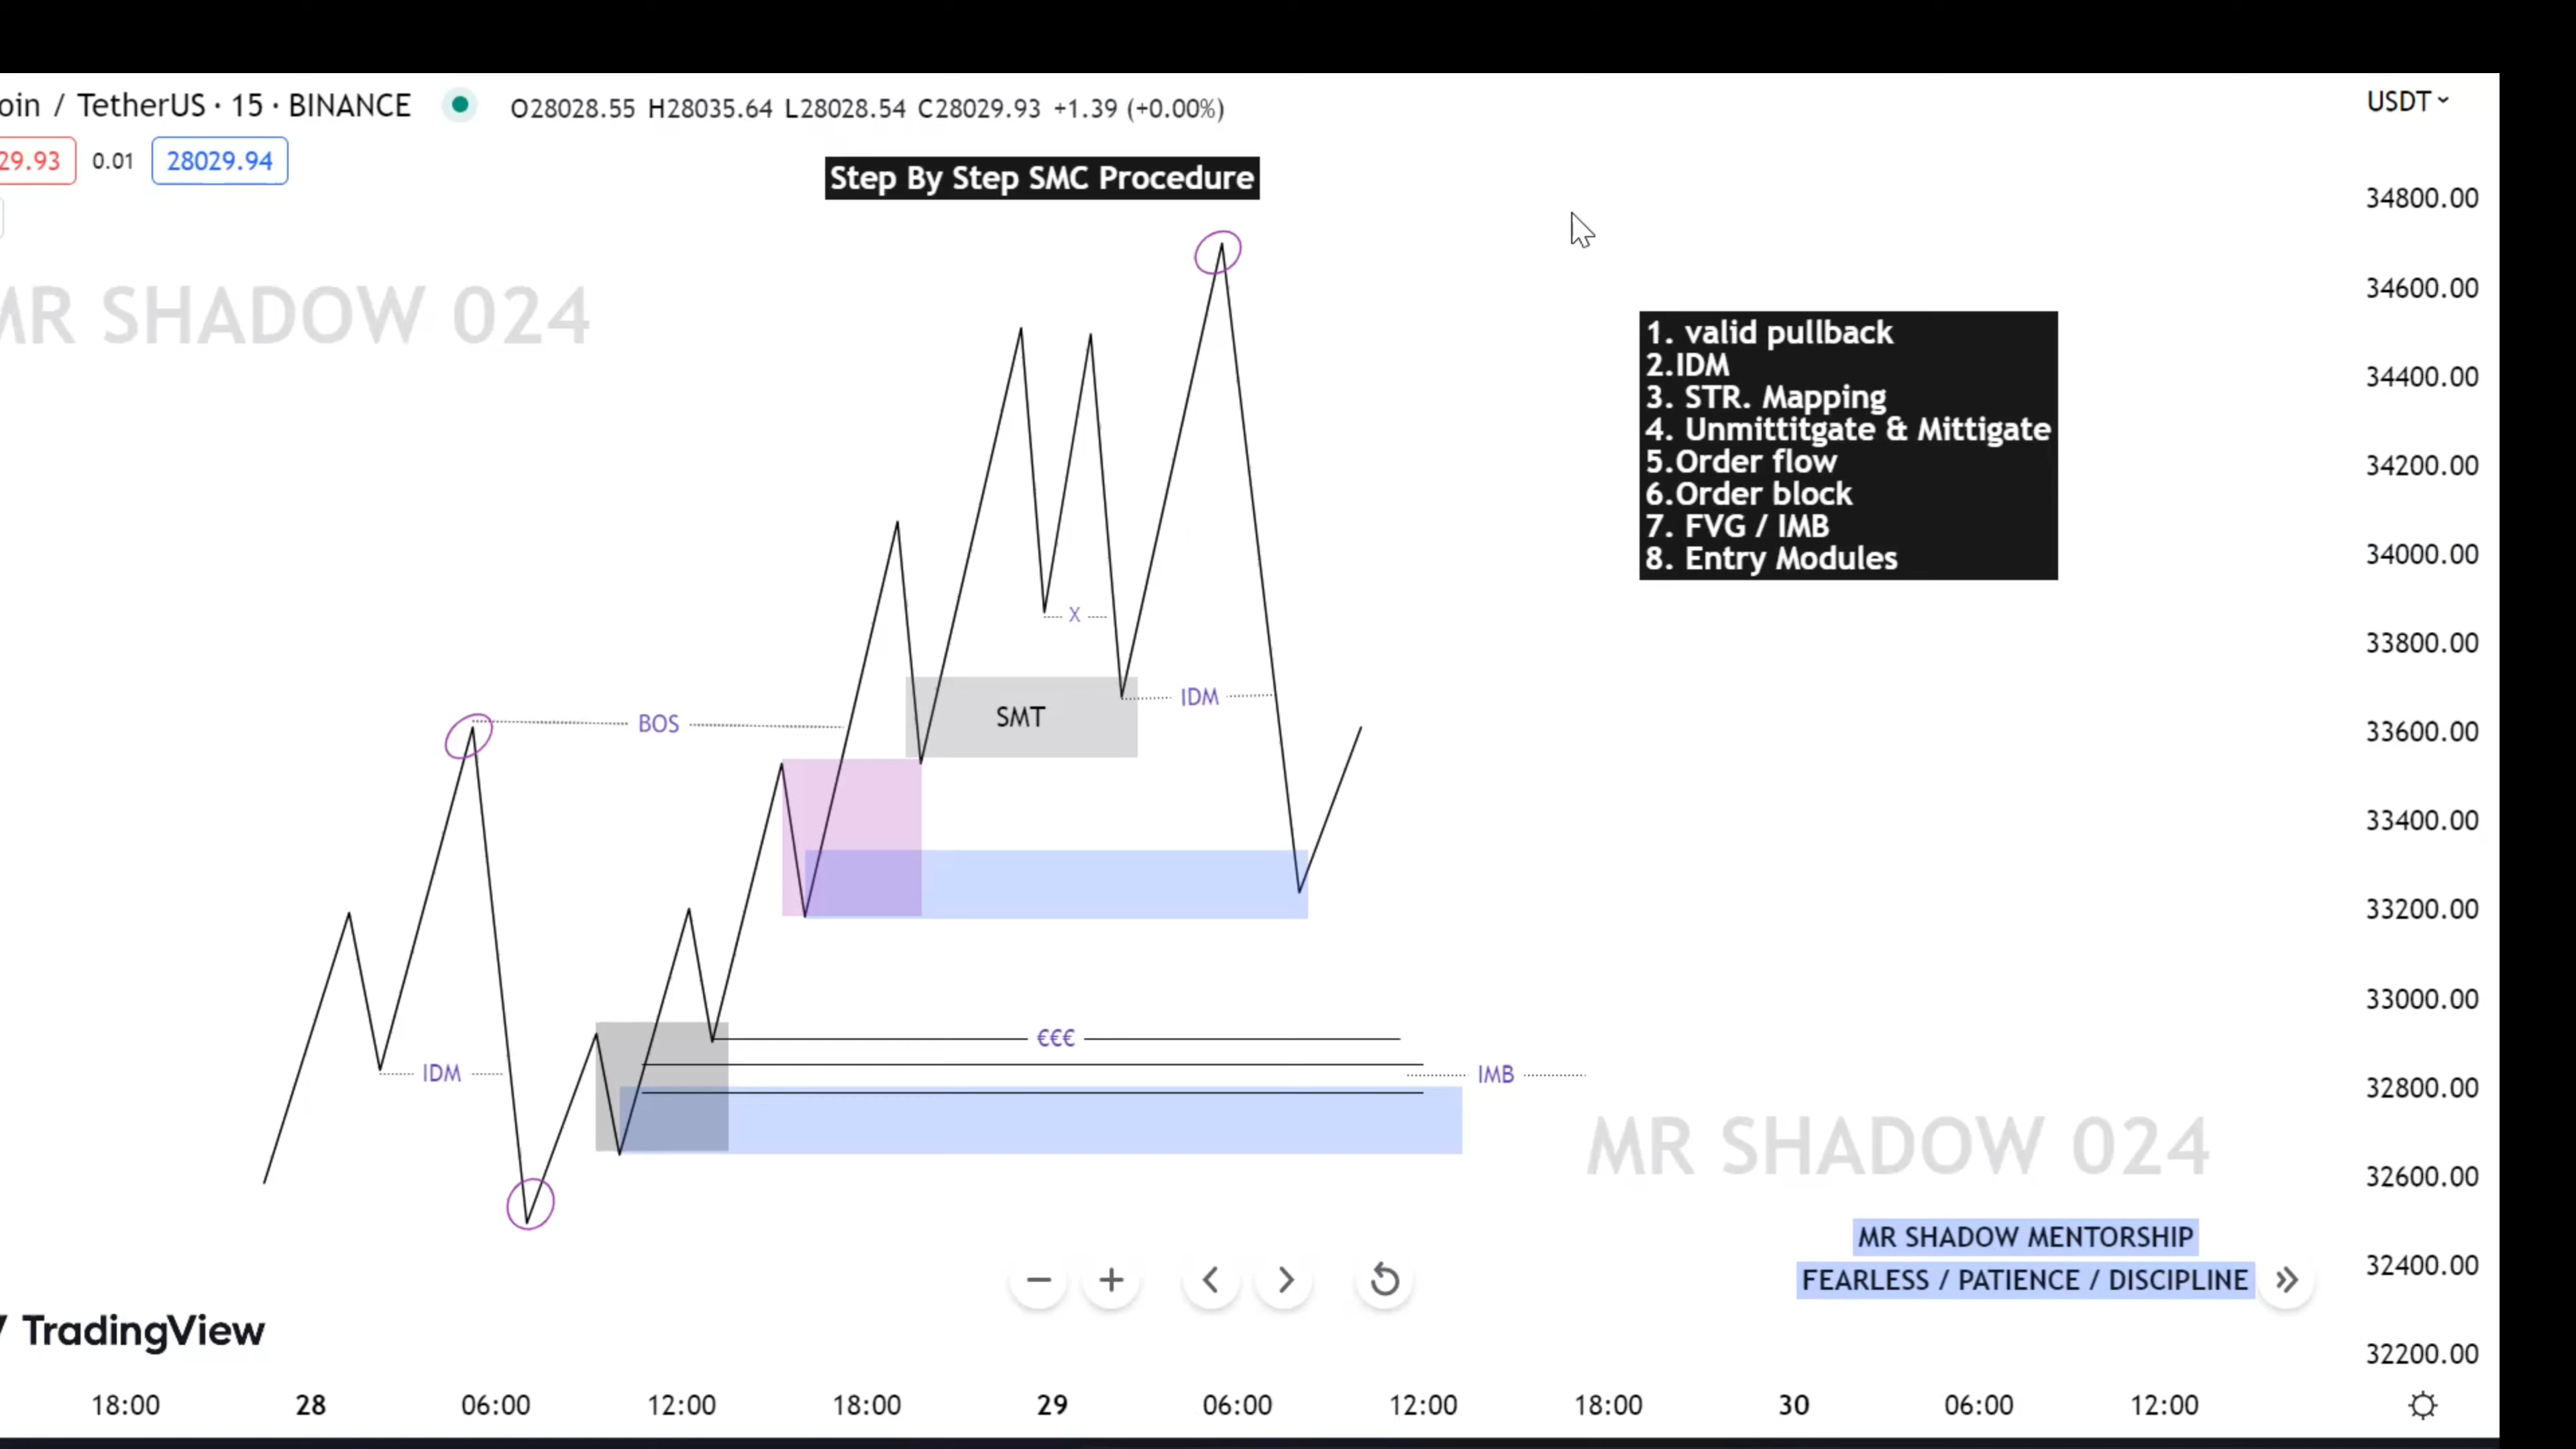 oin / TetherUS · 15 · BINANCE O28028.55 H28035.64 L28028.54 C28029.93 +1.39 (+0.00%)
USDT
29.93 0.01 28029.94
Step By Step SMC Procedure
34800.00
MR SHADOW 024
34600.00
1. valid pullback
2.IDM
3. STR. Mapping
4. Unmittitgate & Mittigate
5.Order flow
6.Order block
7. FVG / IMB
8. Entry Modules
34400.00
34200.00
34000.00
X
33800.00
IDM
BOS
SMT
33600.00
33400.00
33200.00
33000.00
€€€
IDM
IMB
32800.00
MR SHADOW 024
32600.00
MR SHADOW MENTORSHIP
32400.00
FEARLESS / PATIENCE / DISCIPLINE
TradingView
32200.00
18:00 28 06:00 12:00 18:00 29 06:00 12:00 18:00 30 06:00 12:00